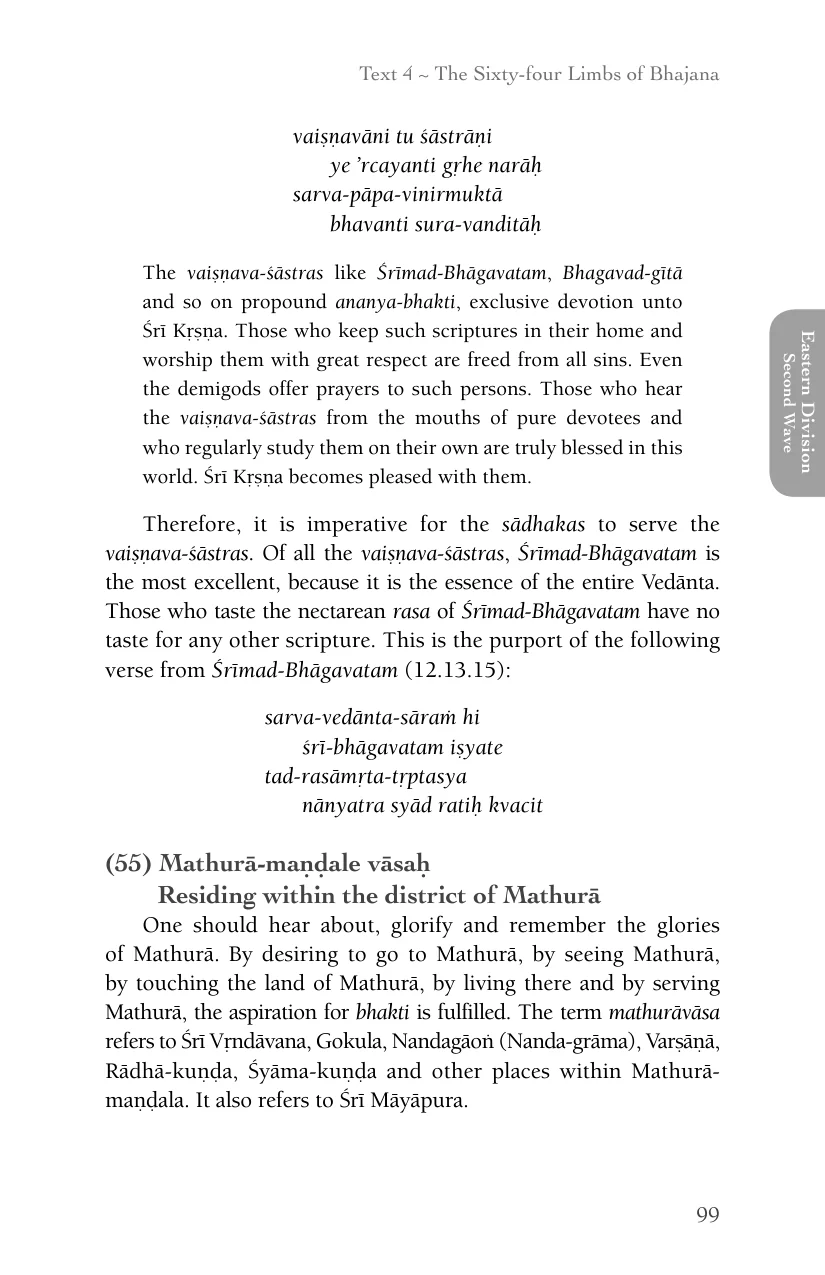 Text 4 ~ The Sixty-four Limbs of Bhajana
vaiṣṇavāni tu śāstrāṇi
ye ’rcayanti gṛhe narāḥ
sarva-pāpa-vinirmuktā
bhavanti sura-vanditāḥ
The vaiṣṇava-śāstras like Śrīmad-Bhāgavatam, Bhagavad-gītā
and so on propound ananya-bhakti, exclusive devotion unto
Śrī Kṛṣṇa. Those who keep such scriptures in their home and
worship them with great respect are freed from all sins. Even
the demigods offer prayers to such persons. Those who hear
the vaiṣṇava-śāstras from the mouths of pure devotees and
who regularly study them on their own are truly blessed in this
world. Śrī Kṛṣṇa becomes pleased with them.
Therefore, it is imperative for the sādhakas to serve the
vaiṣṇava-śāstras. Of all the vaiṣṇava-śāstras, Śrīmad-Bhāgavatam is
the most excellent, because it is the essence of the entire Vedānta.
Those who taste the nectarean rasa of Śrīmad-Bhāgavatam have no
taste for any other scripture. This is the purport of the following
verse from Śrīmad-Bhāgavatam (12.13.15):
sarva-vedānta-sāraṁ hi
śrī-bhāgavatam iṣyate
tad-rasāmṛta-tṛptasya
nānyatra syād ratiḥ kvacit
(55) Mathurā-maṇḍale vāsaḥ
Residing within the district of Mathurā
One should hear about, glorify and remember the glories
of Mathurā. By desiring to go to Mathurā, by seeing Mathurā,
by touching the land of Mathurā, by living there and by serving
Mathurā, the aspiration for bhakti is fulfilled. The term mathurāvāsa
refers to Śrī Vṛndāvana, Gokula, Nandagāoṅ (Nanda-grāma), Varṣāṇā,
Rādhā-kuṇḍa, Śyāma-kuṇḍa and other places within Mathurā-
maṇḍala. It also refers to Śrī Māyāpura.
Eastern Division
Second Wave
99